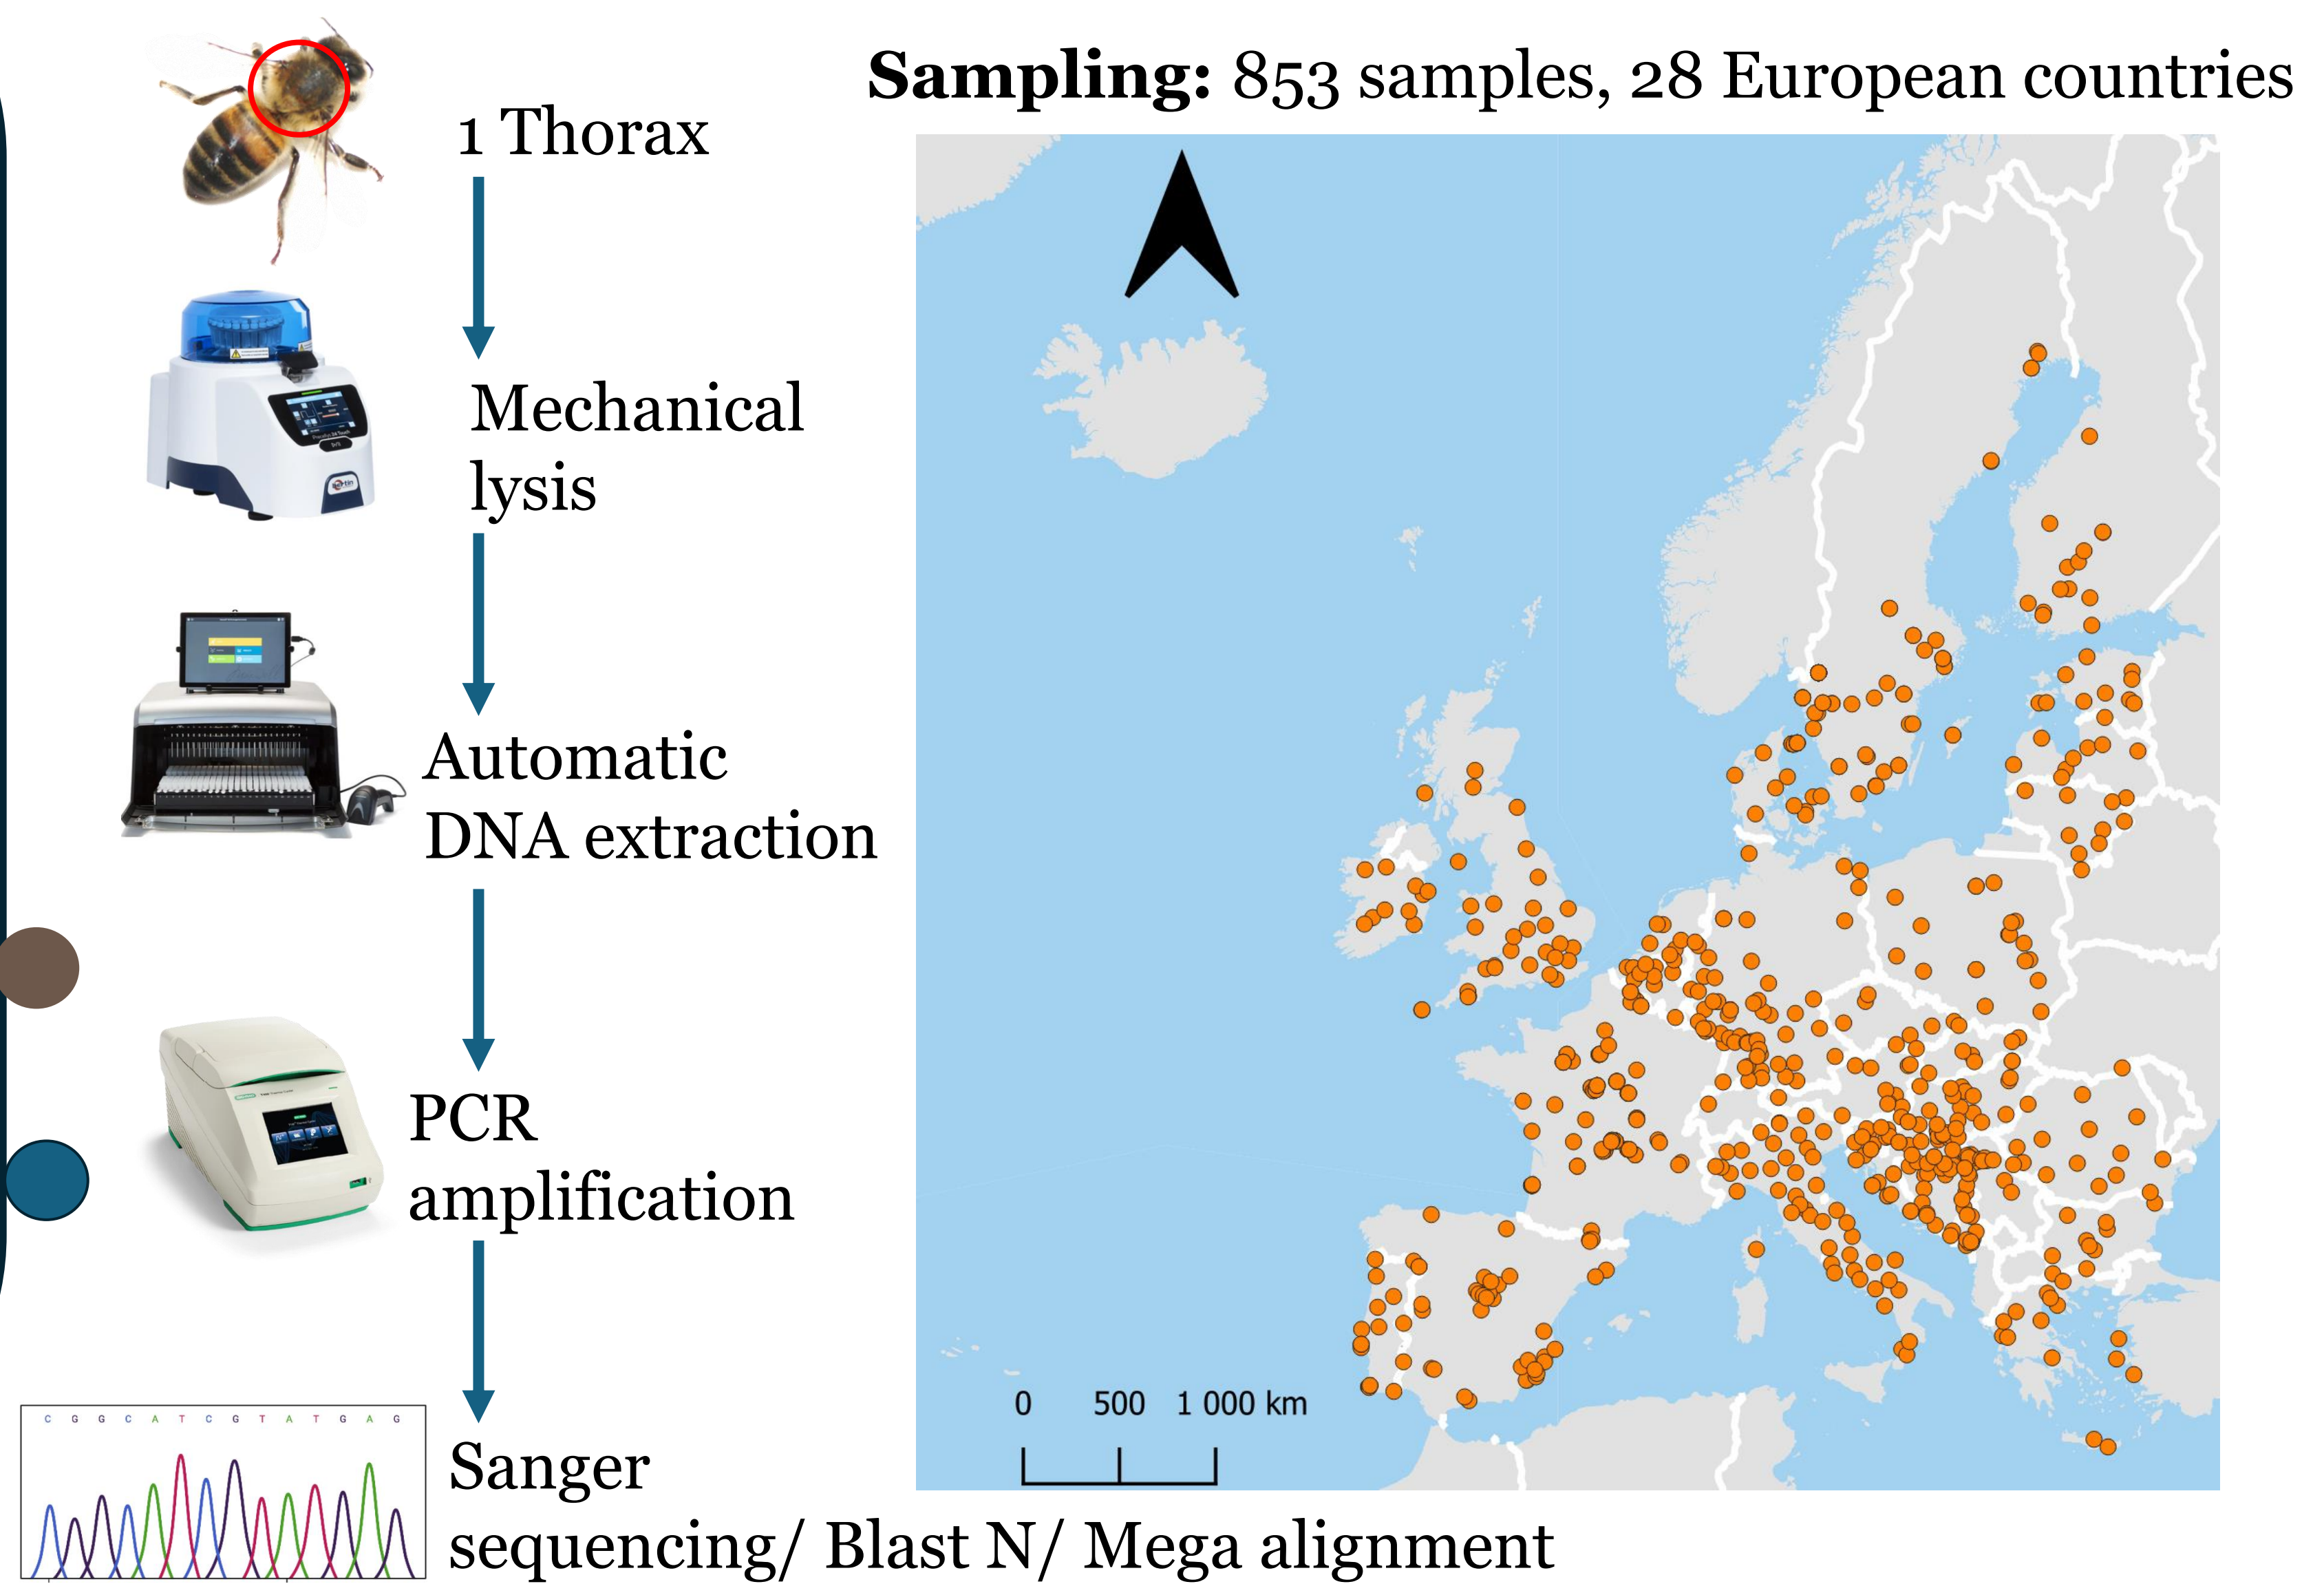 Sampling: 853 samples, 28 European countries
1 Thorax
Mechanical
lysis
Automatic
DNA extraction
PCR
amplification
C G G C A T C G T A T G A G
Sanger
sequencing/ Blast N/ Mega alignment
0 500 1 000 km